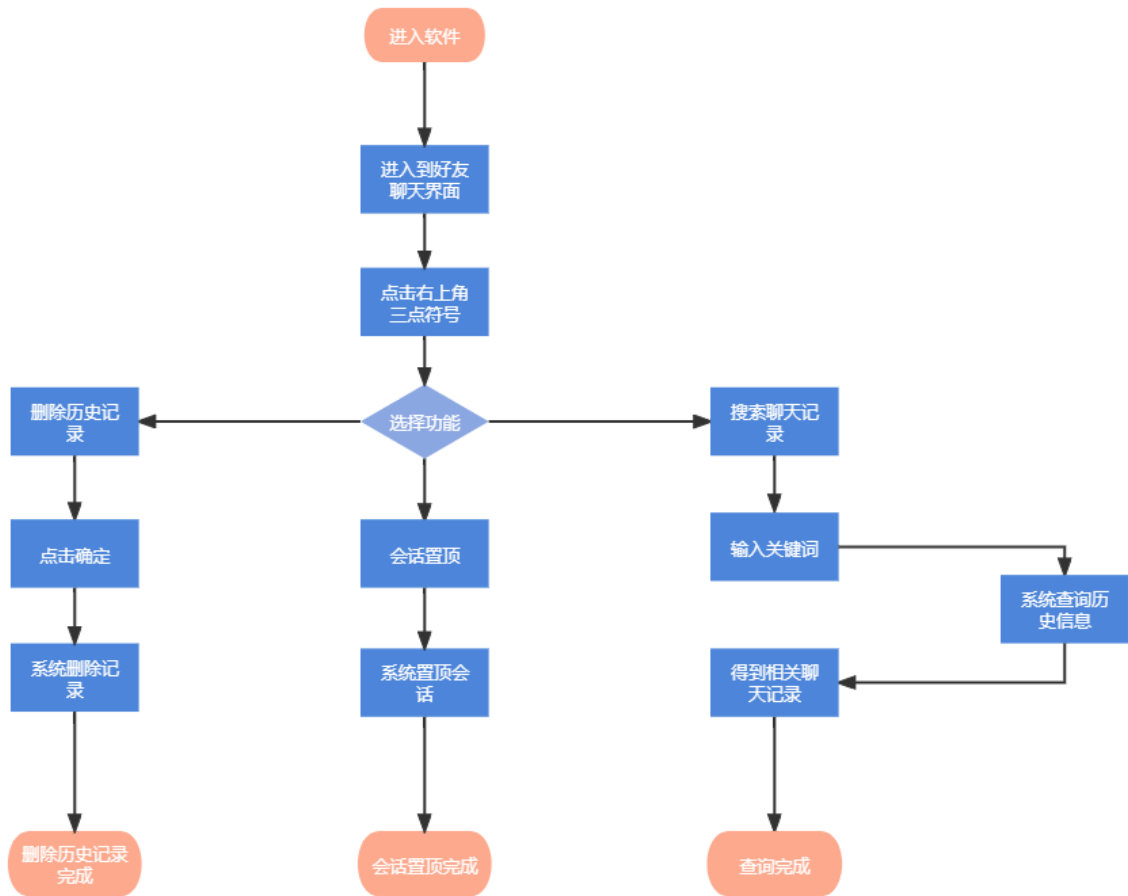 进入软件
进入到好友
聊天界面
点击右上角
三点符号
选择功能
删除历史记
录
搜索聊天记
录
点击确定
会话置顶
输入关键词
系统查询历
史信息
系统删除记
录
系统置顶会
话
得到相关聊
天记录
删除历史记录
完成
会话置顶完成
查询完成